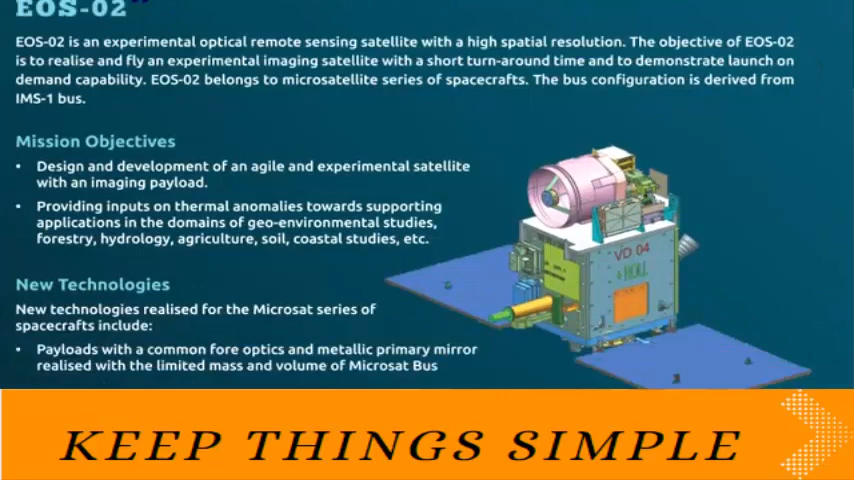 EOS-02
EOS-02 is an experimental optical remote sensing satellite with a high spatial resolution. The objective of EOS-02
is to realise and fly an experimental imaging satellite with a short turn-around time and to demonstrate launch on
demand capability. EOS-02 belongs to microsatellite series of spacecrafts. The bus configuration is derived from
IMS-1 bus.
Mission Objectives
• Design and development of an agile and experimental satellite
with an imaging payload.
• Providing inputs on thermal anomalies towards supporting
applications in the domains of geo-environmental studies,
forestry, hydrology, agriculture, soil, coastal studies, etc.
VD 04
New Technologies
New technologies realised for the Microsat series of
spacecrafts include:
• Payloads with a common fore optics and metallic primary mirror
realised with the limited mass and volume of Microsat Bus
KEEP THINGS SIMPLE